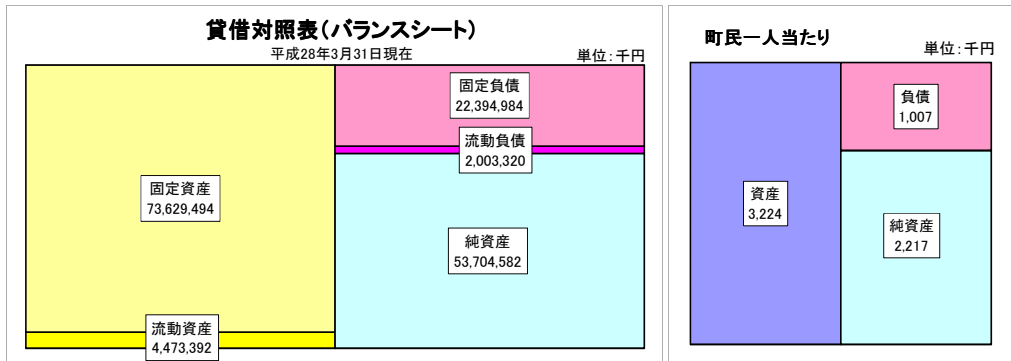 貸借対照表(バランスシート)
平成28年3月31日現在
単位:千円
固定負債
22,394,984
流動負債
2,003,320
固定資産
73,629,494
純資産
53,704,582
流動資産
4,473,392
町民一人当たり
単位:千円
負債
1,007
資産
3,224
純資産
2,217